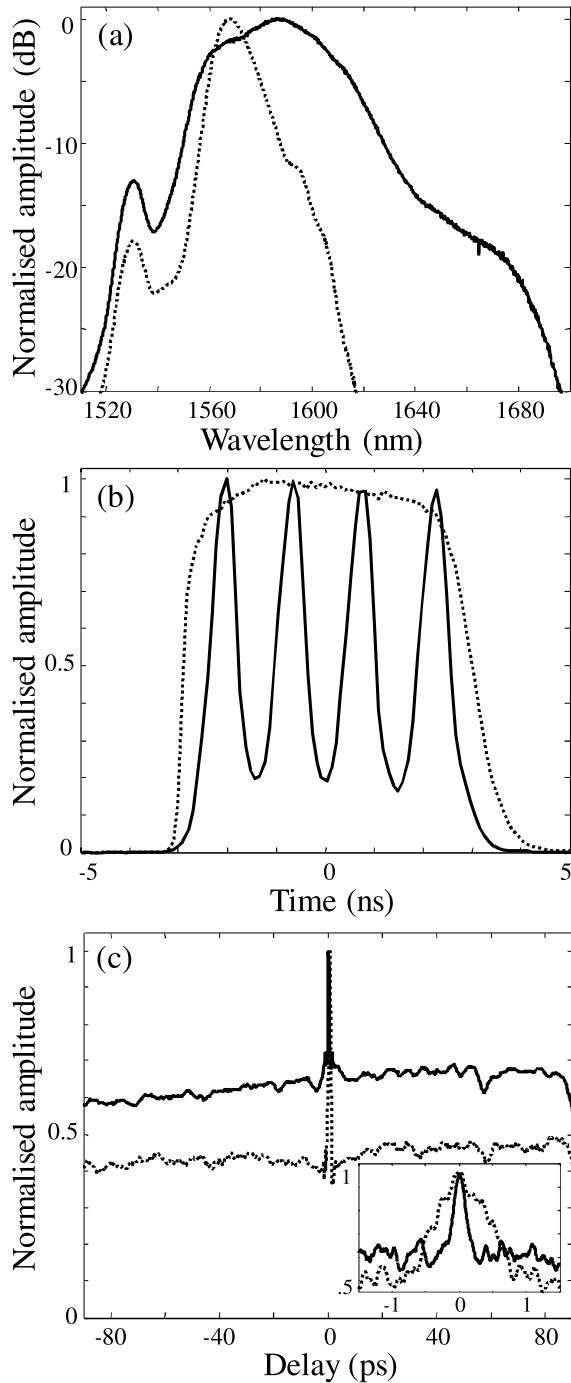 (a)
Normalised amplitude (dB)
0
-10
-20
-30
1520 1560 1600 1640 1680
Wavelength (nm)
(b)
Normalised amplitude
1
0.5
0
-5 0 5
Time (ns)
(c)
Normalised amplitude
1
0.5
0
1
.5
-1 0 1
-80 -40 0 40 80
Delay (ps)